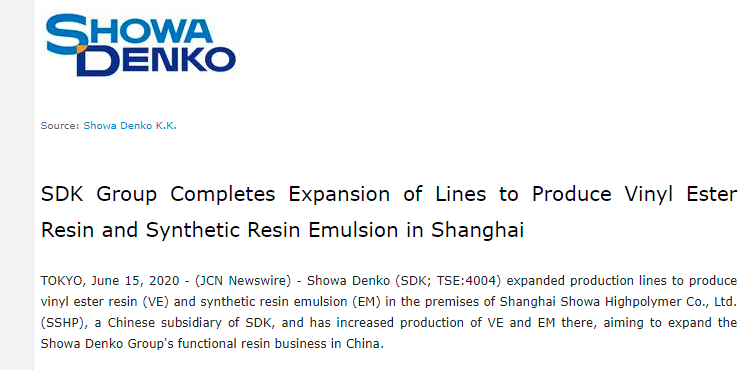 SHOWA
DENKO
Source: Showa Denko K.K.
SDK Group Completes Expansion of Lines to Produce Vinyl Ester
Resin and Synthetic Resin Emulsion in Shanghai
TOKYO, June 15, 2020 - (JCN Newswire) - Showa Denko (SDK; TSE:4004) expanded production lines to produce
vinyl ester resin (VE) and synthetic resin emulsion (EM) in the premises of Shanghai Showa Highpolymer Co., Ltd.
(SSHP), a Chinese subsidiary of SDK, and has increased production of VE and EM there, aiming to expand the
Showa Denko Group's functional resin business in China.